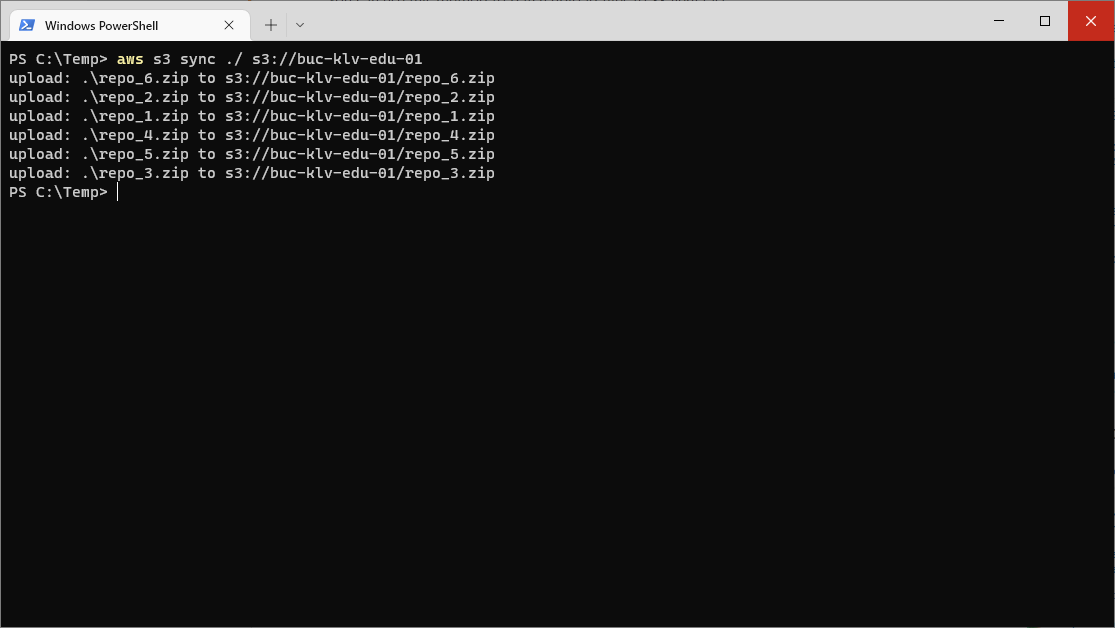 Windows PowerShell
PS C:\Temp> aws s3 sync ./ s3://buc-klv-edu-01
upload: .\repo_6.zip to s3://buc-klv-edu-01/repo_6.zip
upload: .\repo_2.zip to s3://buc-klv-edu-01/repo_2.zip
upload: .\repo_1.zip to s3://buc-klv-edu-01/repo_1.zip
upload: .\repo_4.zip to s3://buc-klv-edu-01/repo_4.zip
upload: .\repo_5.zip to s3://buc-klv-edu-01/repo_5.zip
upload: .\repo_3.zip to s3://buc-klv-edu-01/repo_3.zip
PS C:\Temp>